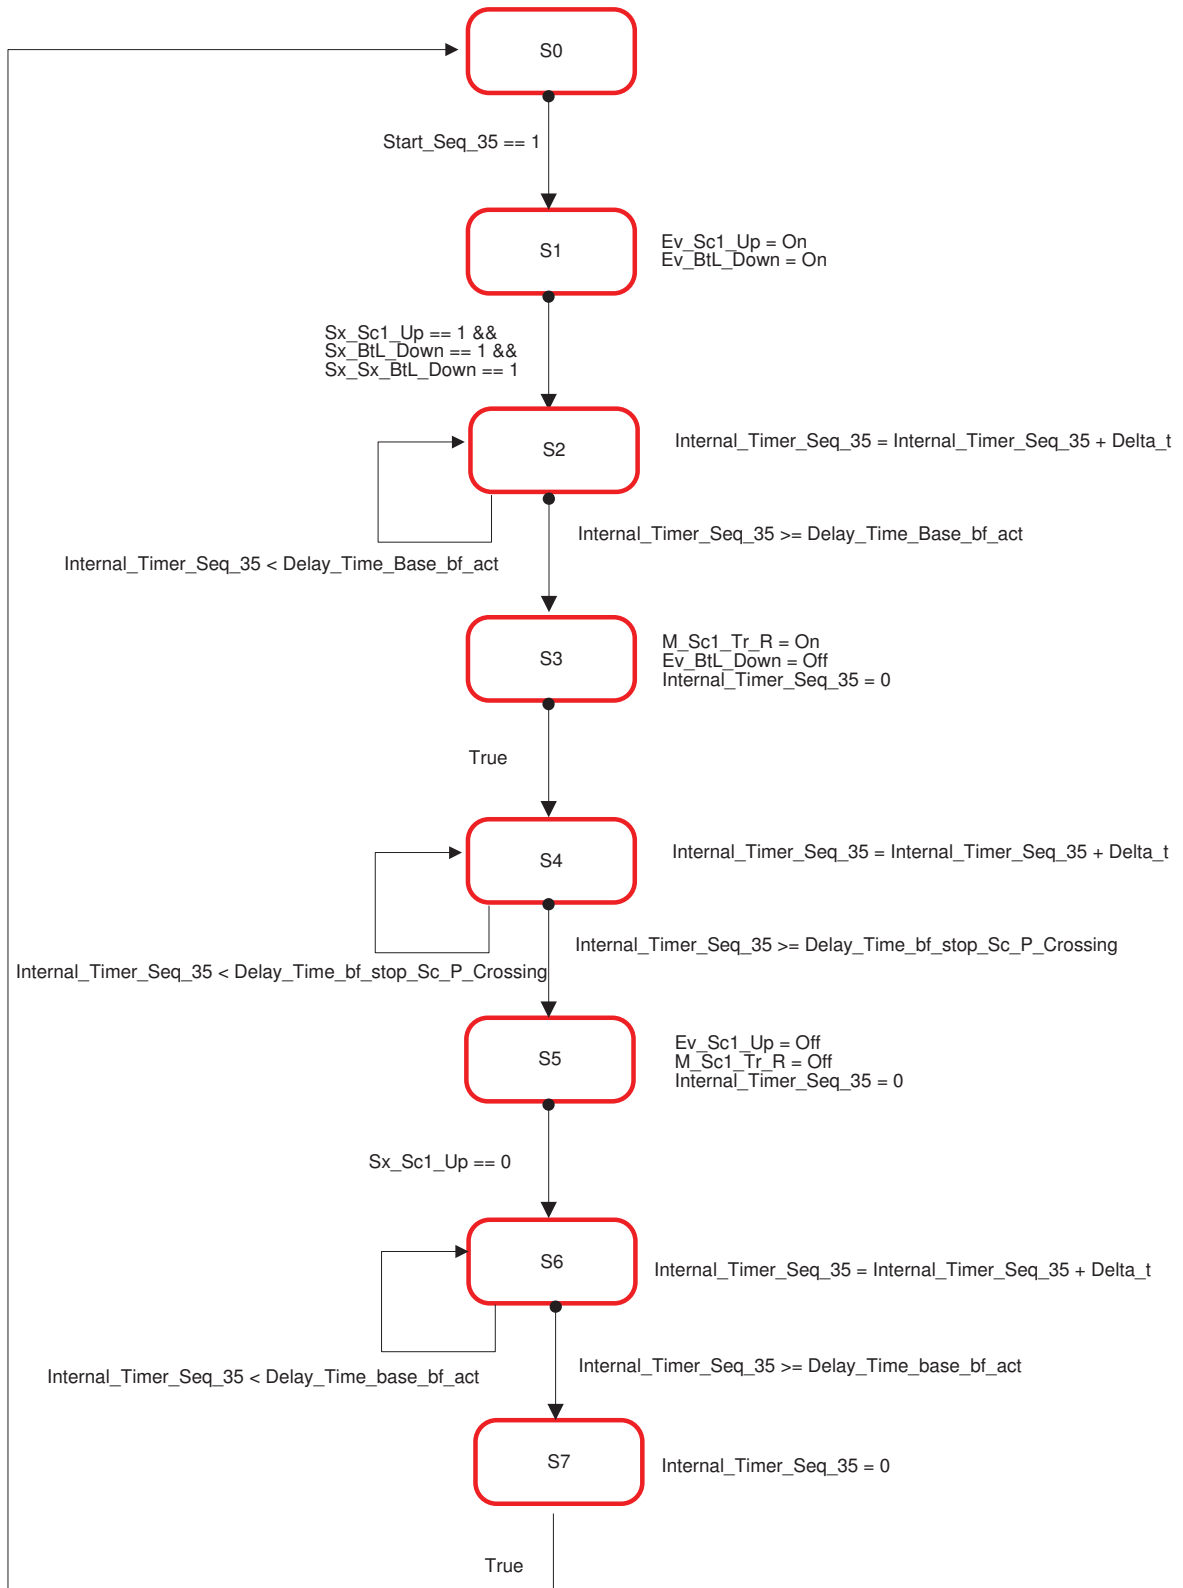 S0
Start_Seq_35 == 1
S1
Ev_Sc1_Up = On
Ev_BtL_Down = On
Sx_Sc1_Up == 1 &&
Sx_BtL_Down == 1 &&
Sx_Sx_BtL_Down == 1
S2
Internal_Timer_Seq_35 = Internal_Timer_Seq_35 + Delta_t
Internal_Timer_Seq_35 >= Delay_Time_Base_bf_act
Internal_Timer_Seq_35 < Delay_Time_Base_bf_act
S3
M_Sc1_Tr_R = On
Ev_BtL_Down = Off
Internal_Timer_Seq_35 = 0
True
S4
Internal_Timer_Seq_35 = Internal_Timer_Seq_35 + Delta_t
Internal_Timer_Seq_35 >= Delay_Time_bf_stop_Sc_P_Crossing
Internal_Timer_Seq_35 < Delay_Time_bf_stop_Sc_P_Crossing
S5
Ev_Sc1_Up = Off
M_Sc1_Tr_R = Off
Internal_Timer_Seq_35 = 0
Sx_Sc1_Up == 0
S6
Internal_Timer_Seq_35 = Internal_Timer_Seq_35 + Delta_t
Internal_Timer_Seq_35 >= Delay_Time_base_bf_act
Internal_Timer_Seq_35 < Delay_Time_base_bf_act
S7
Internal_Timer_Seq_35 = 0
True